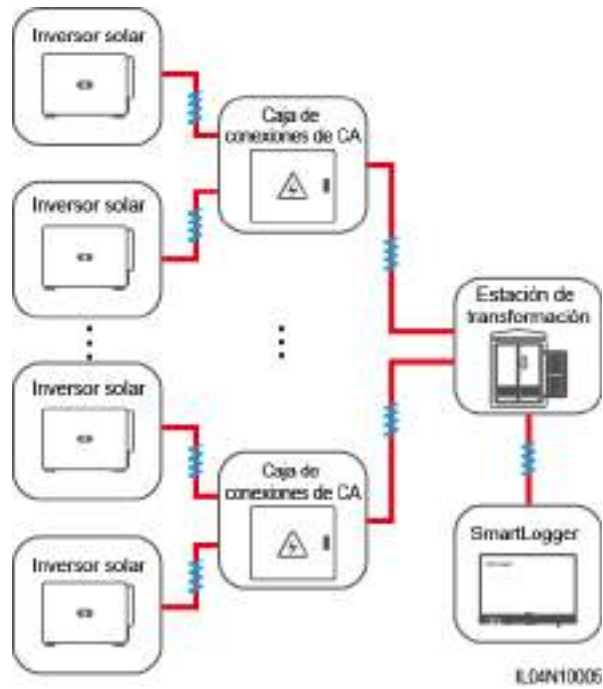 Inversor solar
Caja de
conexiones de CA
Inversor solar
Estación de
transformación
Inversor solar
Caja de
conexiones de CA
SmartLogger
Inversor solar
IL04N10005